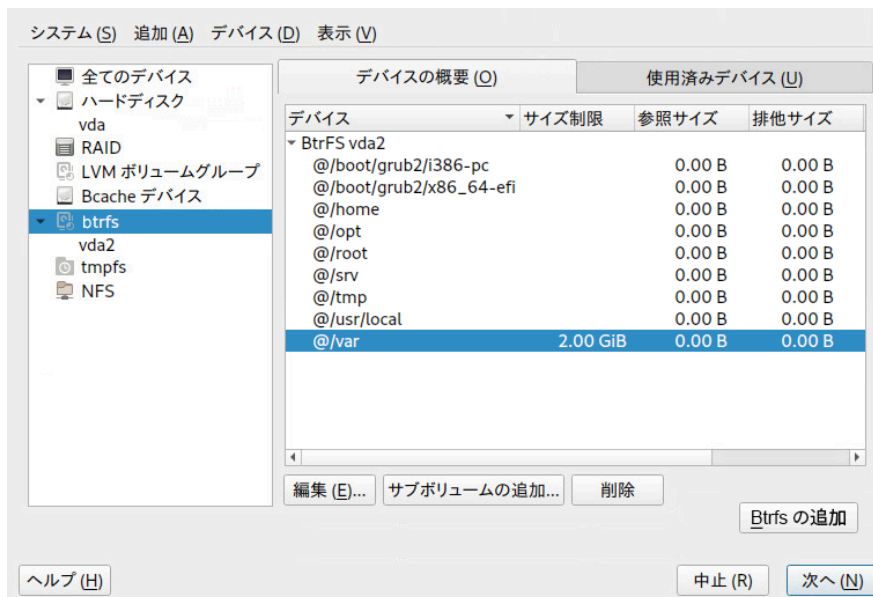 システム (S) 追加 (A) デバイス (D) 表示 (V)
全てのデバイス
ハードディスク
vda
RAID
LVM ボリュームグループ
Bcache デバイス
btrfs
vda2
tmpfs
NFS
デバイスの概要 (O) 使用済みデバイス (U)
デバイス サイズ制限 参照サイズ 排他サイズ
BtrFS vda2
@/boot/grub2/i386-pc 0.00 B 0.00 B
@/boot/grub2/x86_64-efi 0.00 B 0.00 B
@/home 0.00 B 0.00 B
@/opt 0.00 B 0.00 B
@/root 0.00 B 0.00 B
@/srv 0.00 B 0.00 B
@/tmp 0.00 B 0.00 B
@/usr/local 0.00 B 0.00 B
@/var 2.00 GiB 0.00 B 0.00 B
編集 (E)... サブボリュームの追加... 削除
Btrfs の追加
ヘルプ (H) 中止 (R) 次へ (N)